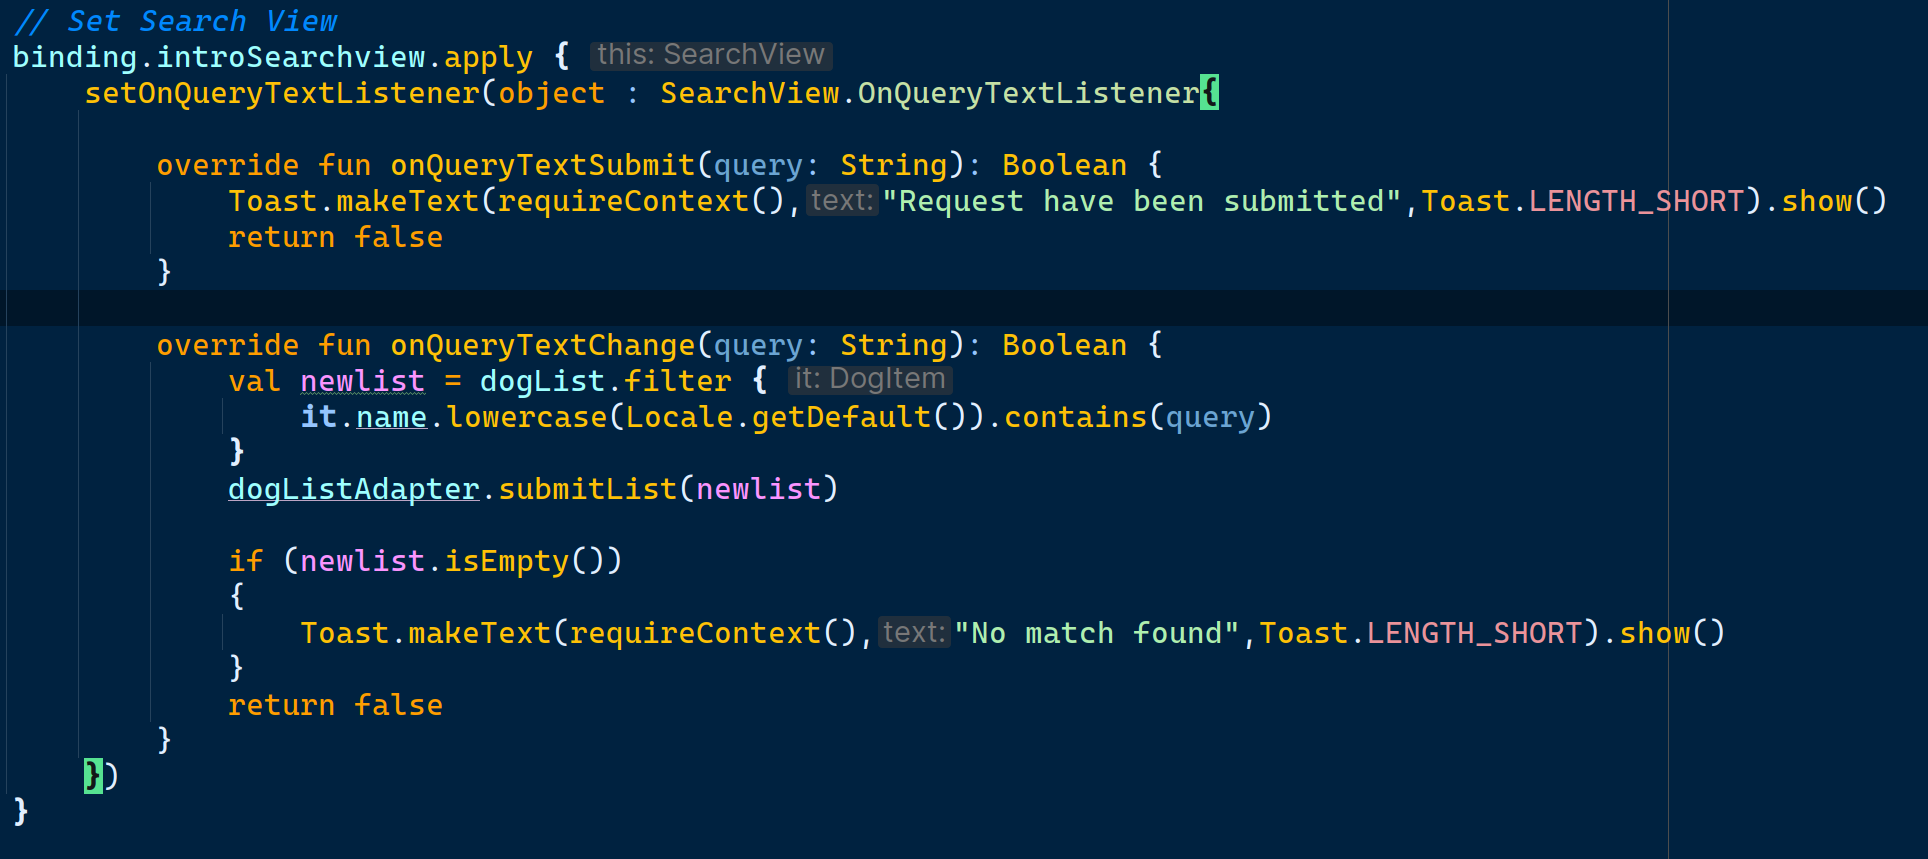 // Set Search View
binding.introSearchview.apply { this: SearchView
setOnQueryTextListener(object : SearchView.OnQueryTextListener{
override fun onQueryTextSubmit(query: String): Boolean {
Toast.makeText(requireContext(), text: "Request have been submitted",Toast.LENGTH_SHORT).show()
return false
}
override fun onQueryTextChange(query: String): Boolean {
val newlist = dogList.filter { it: DogItem
it.name.lowercase(Locale.getDefault()).contains(query)
}
dogListAdapter.submitList(newlist)
if (newlist.isEmpty())
{
Toast.makeText(requireContext(), text: "No match found",Toast.LENGTH_SHORT).show()
}
return false
}
})
}